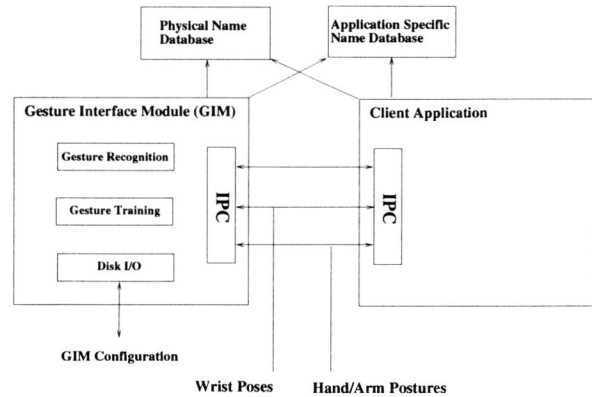 Physical Name
Database
Application Specific
Name Database
Gesture Interface Module (GIM)
Client Application
Gesture Recognition
Gesture Training
Disk I/O
IPC
IPC
GIM Configuration
Wrist Poses
Hand/Arm Postures